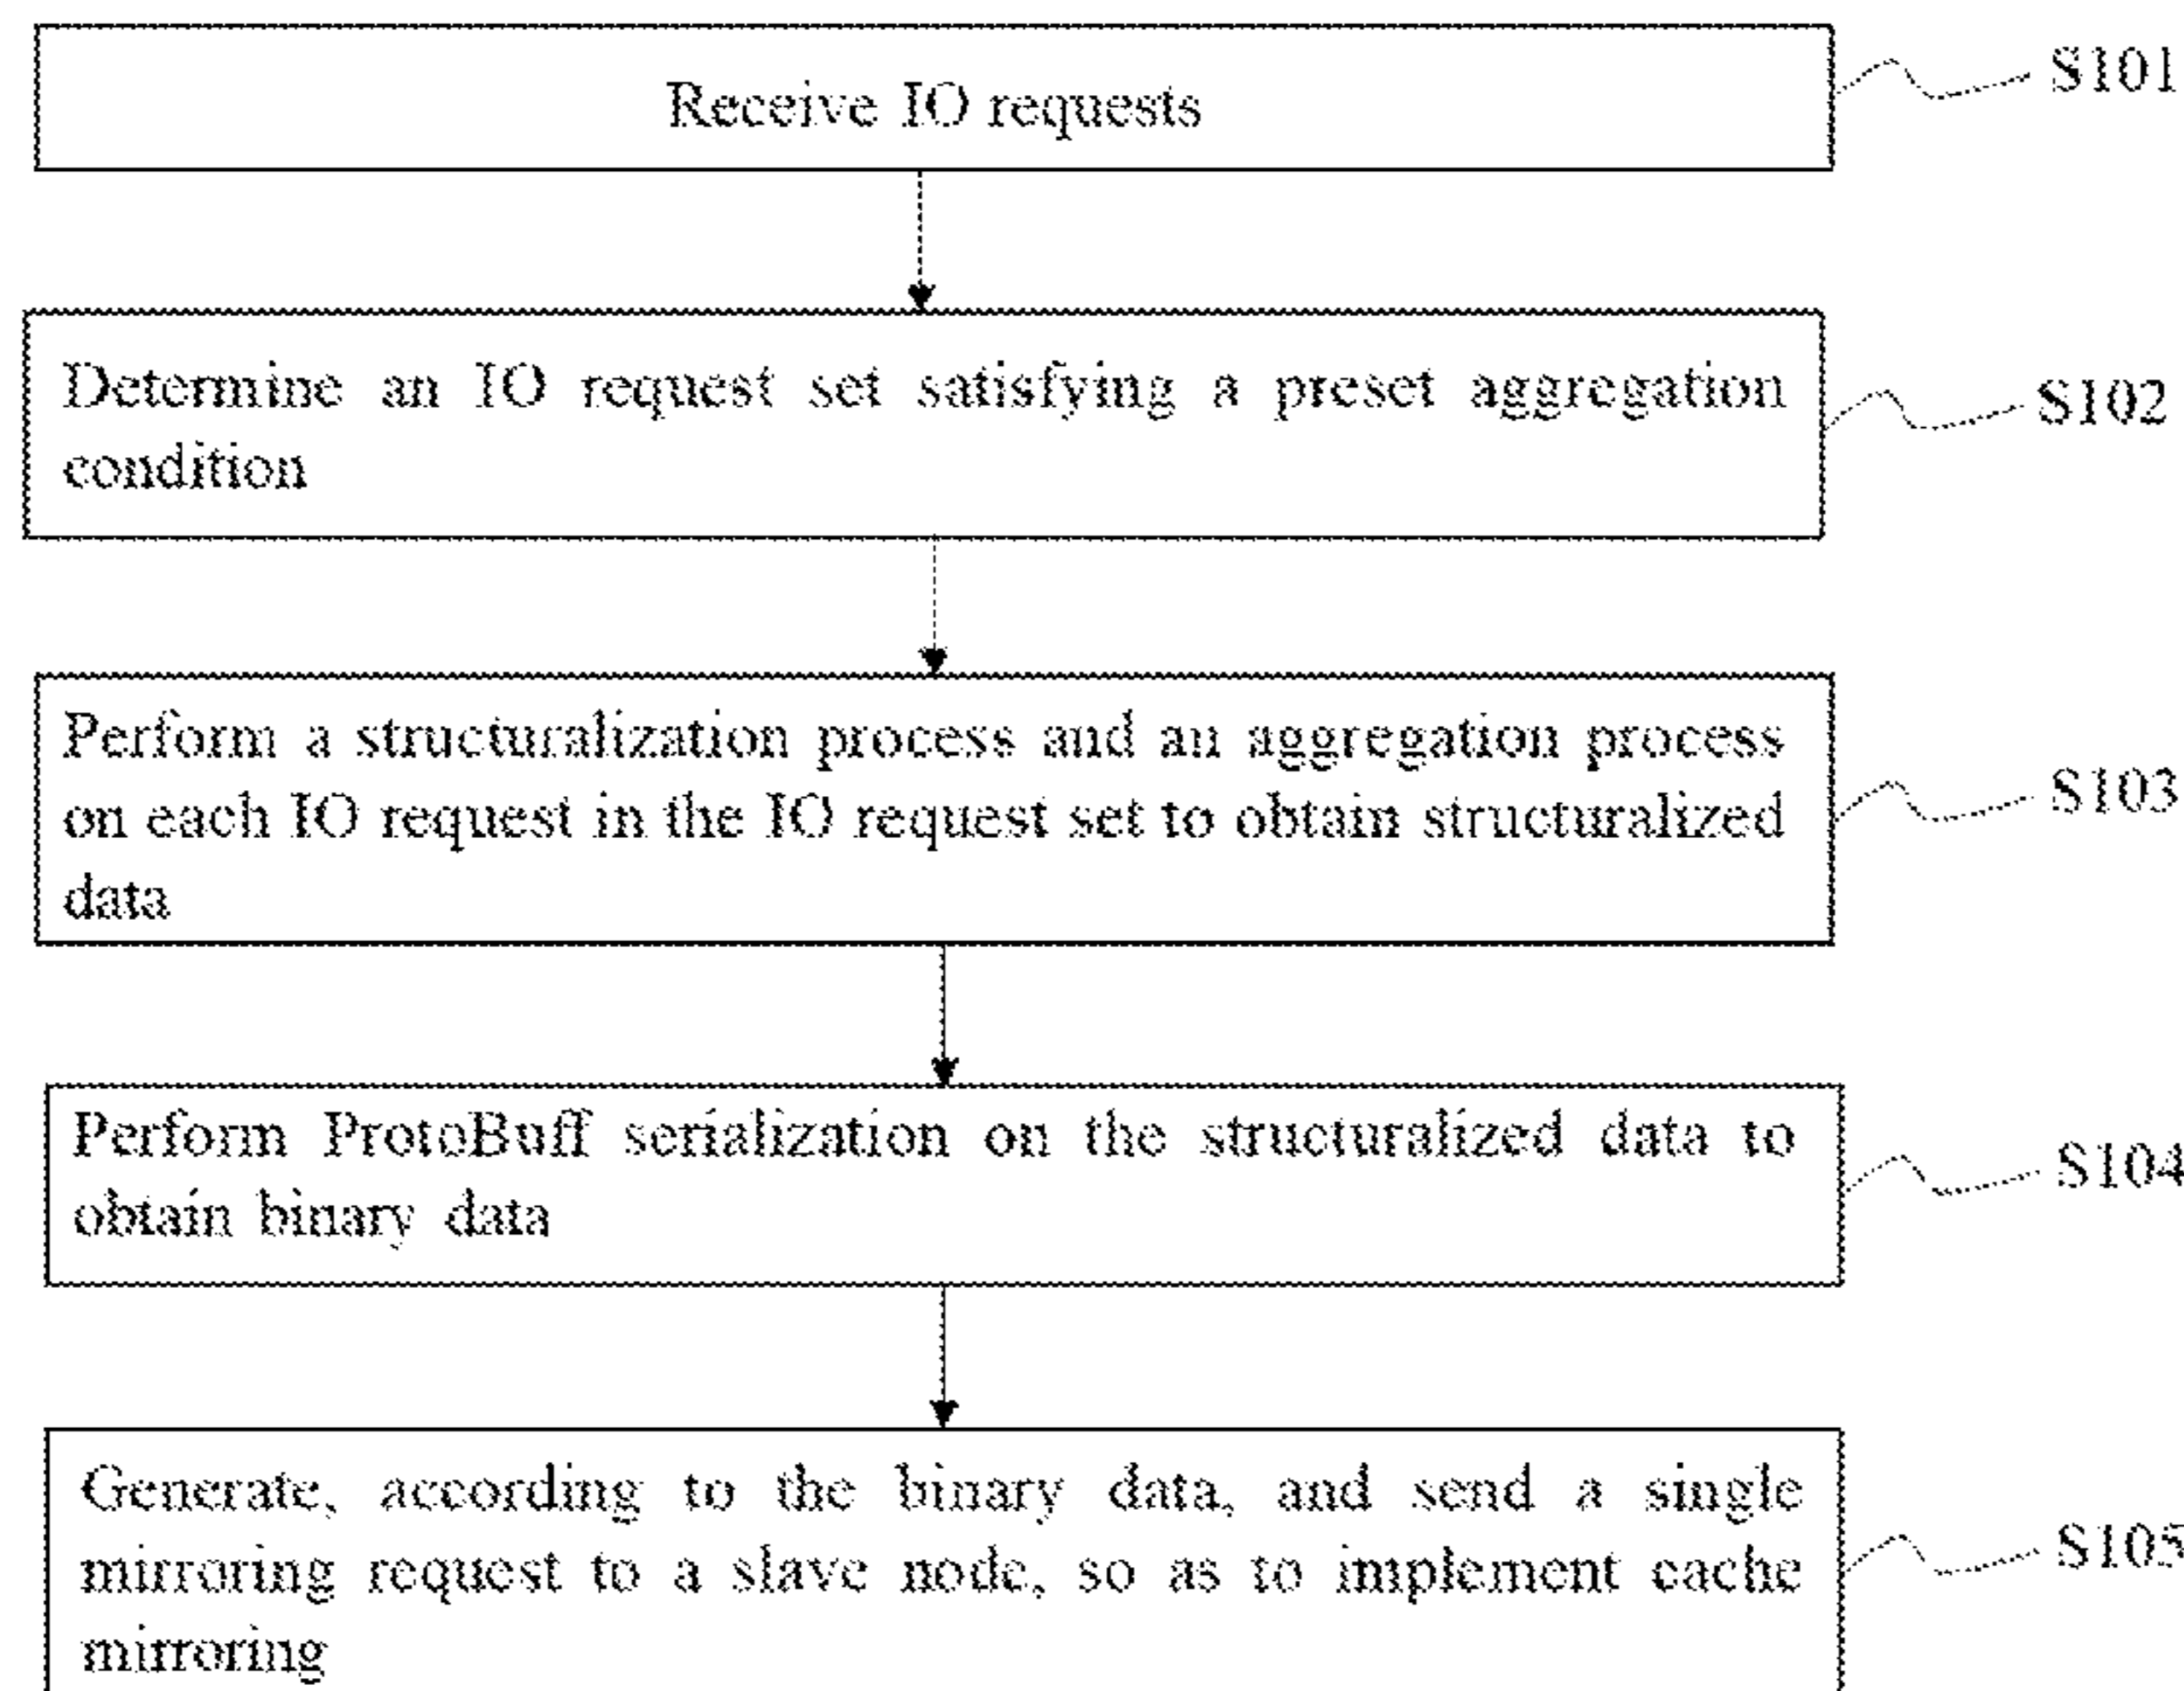 Receive IO requests
S101
Determine an IO request set satisfying a preset aggregation
condition
S102
Perform a structuralization process and an aggregation process
on each IO request in the IO request set to obtain structuralized
data
S103
Perform ProtoBuff serialization on the structuralized data to
obtain binary data
S104
Generate, according to the binary data, and send a single
mirroring request to a slave node, so as to implement cache
mirroring
S105